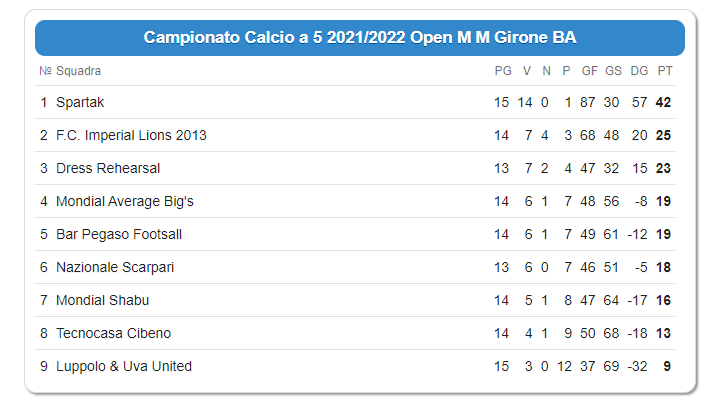 Campionato Calcio a 5 2021/2022 Open M M Girone BA
№ Squadra PG V N P GF GS DG PT
1 Spartak 15 14 0 1 87 30 57 42
2 F.C. Imperial Lions 2013 14 7 4 3 68 48 20 25
3 Dress Rehearsal 13 7 2 4 47 32 15 23
4 Mondial Average Big's 14 6 1 7 48 56 -8 19
5 Bar Pegaso Footsall 14 6 1 7 49 61 -12 19
6 Nazionale Scarpari 13 6 0 7 46 51 -5 18
7 Mondial Shabu 14 5 1 8 47 64 -17 16
8 Tecnocasa Cibeno 14 4 1 9 50 68 -18 13
9 Luppolo & Uva United 15 3 0 12 37 69 -32 9